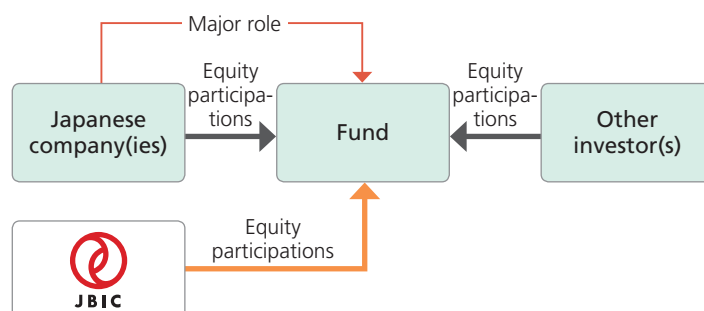 Major role
Equity
participa-
tions
Equity
participa-
tions
Japanese
company(ies)
Fund
Other
investor(s)
Equity
participations
JBIC